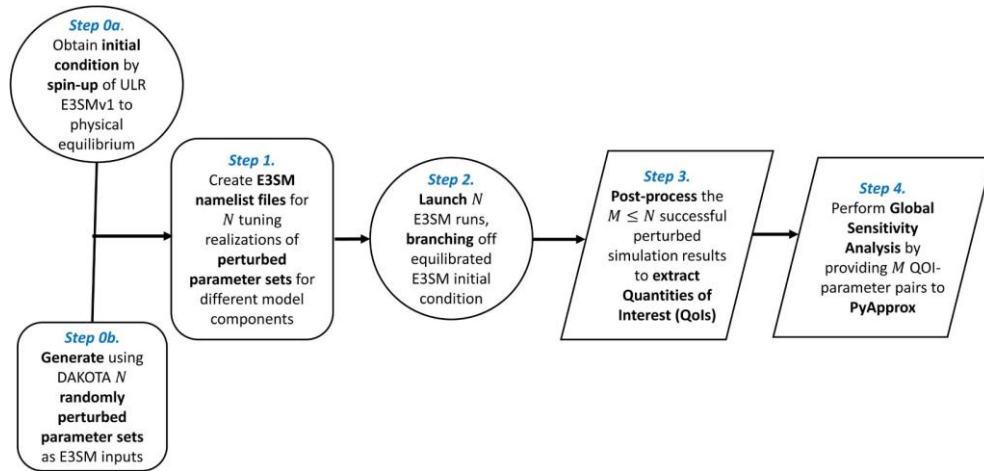 Step 0a.
Obtain initial
condition by
spin-up of ULR
E3SMv1 to
physical
equilibrium
Step 0b.
Generate using
DAKOTA N
randomly
perturbed
parameter sets
as E3SM inputs
Step 1.
Create E3SM
namelist files for
N tuning
realizations of
perturbed
parameter sets for
different model
components
Step 2.
Launch N
E3SM runs,
branching off
equilibrated
E3SM initial
condition
Step 3.
Post-process the
M ≤ N successful
perturbed
simulation results
to extract
Quantities of
Interest (QoIs)
Step 4.
Perform Global
Sensitivity
Analysis by
providing M QOI-
parameter pairs to
PyApprox